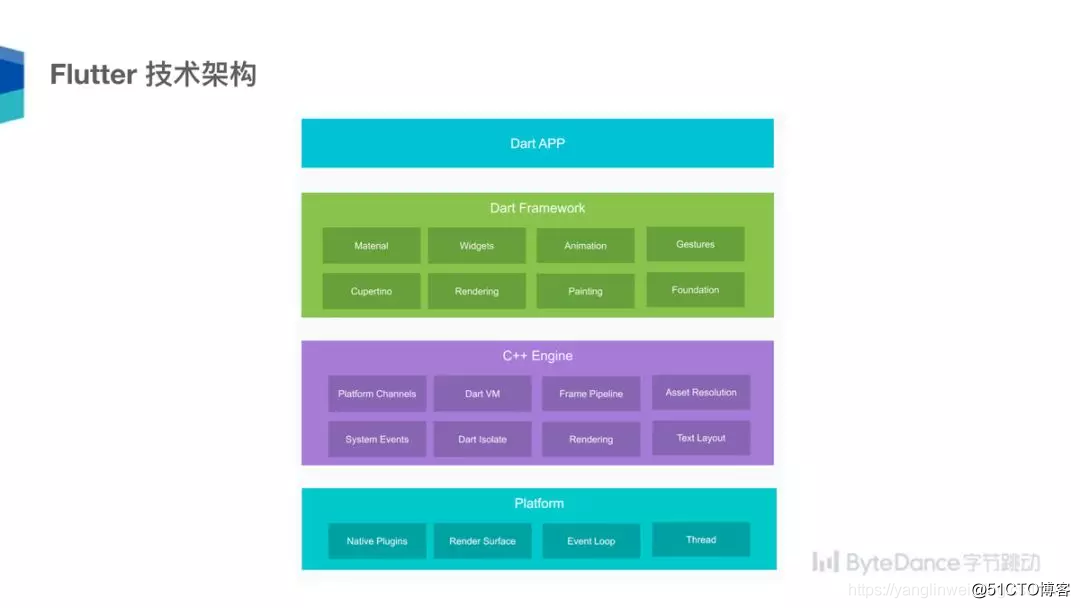 Flutter 技术架构
Dart APP
Dart Framework
Material Widgets Animation Gestures
Cupertino Rendering Painting Foundation
C++ Engine
Platform Channels Dart VM Frame Pipeline Asset Resolution
System Events Dart Isolate Rendering Text Layout
Platform
Native Plugins Render Surface Event Loop Thread
ByteDance字节跳动
@51CTO博客